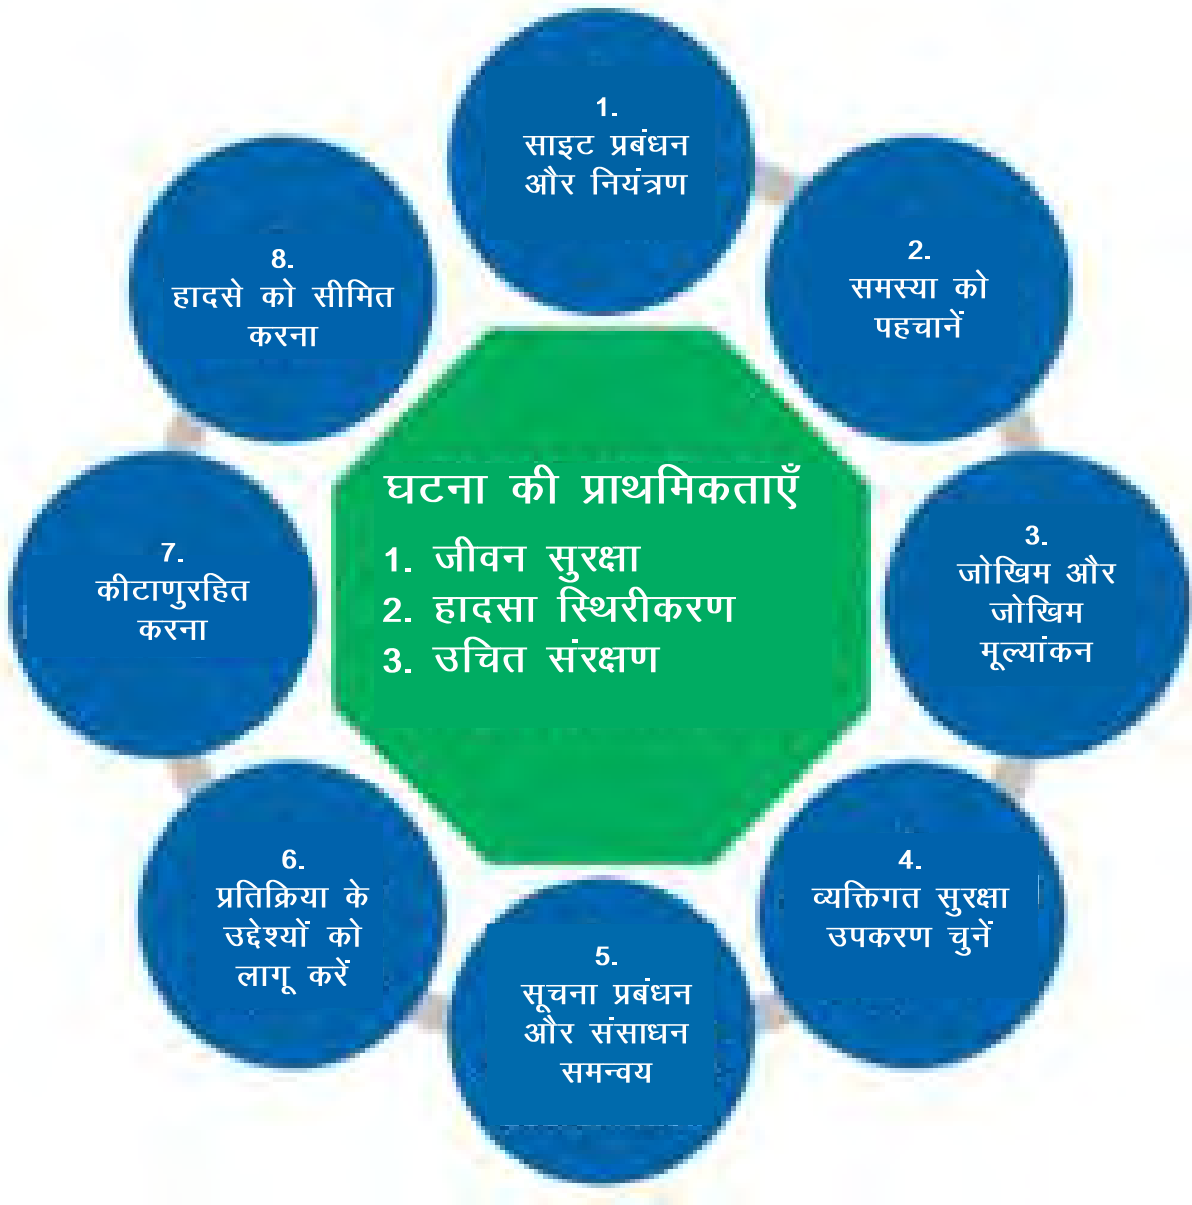 1.
साइट प्रबंधन
और नियंत्रण
2.
समस्या को
पहचानें
3.
जोखिम और
जोखिम
मूल्यांकन
4.
व्यक्तिगत सुरक्षा
उपकरण चुनें
5.
सूचना प्रबंधन
और संसाधन
समन्वय
6.
प्रतिक्रिया के
उद्देश्यों को
लागू करें
7.
कीटाणुरहित
करना
8.
हादसे को सीमित
करना
घटना की प्राथमिकताएँ
1. जीवन सुरक्षा
2. हादसा स्थिरीकरण
3. उचित संरक्षण